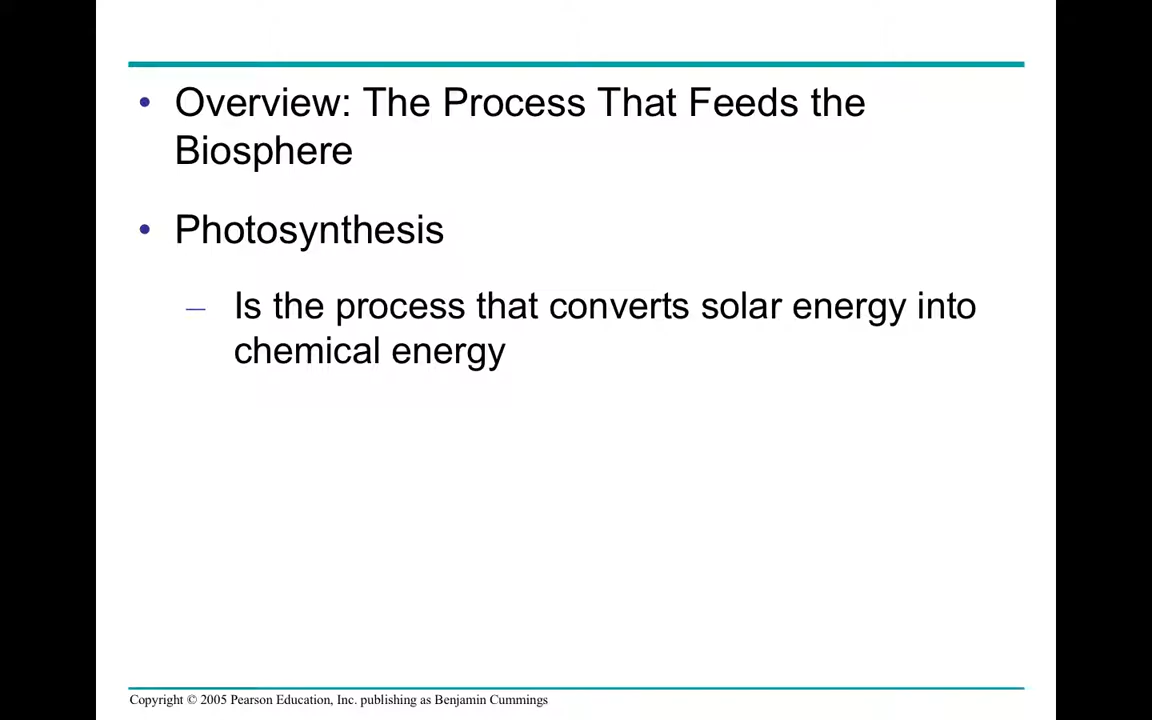 • Overview: The Process That Feeds the
Biosphere
• Photosynthesis
– Is the process that converts solar energy into
chemical energy
Copyright © 2005 Pearson Education, Inc. publishing as Benjamin Cummings